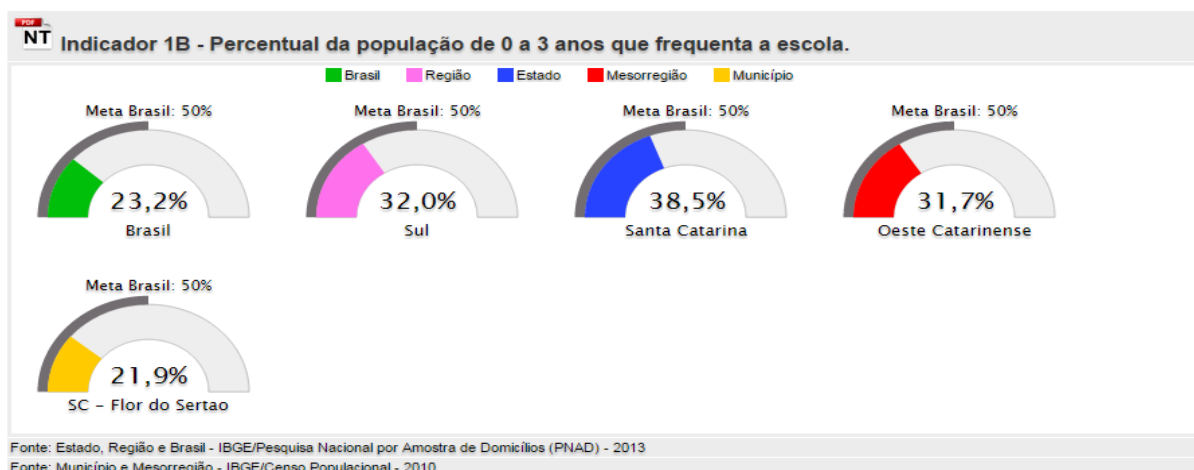 PDF
NT
Indicador 1B - Percentual da população de 0 a 3 anos que frequenta a escola.
Brasil Região Estado Mesorregião Município
Meta Brasil: 50% Meta Brasil: 50% Meta Brasil: 50% Meta Brasil: 50%
23,2% 32,0% 38,5% 31,7%
Brasil Sul Santa Catarina Oeste Catarinense
Meta Brasil: 50%
21,9%
SC - Flor do Sertao
Fonte: Estado, Região e Brasil - IBGE/Pesquisa Nacional por Amostra de Domicílios (PNAD) - 2013
Fonte: Município e Mesorregião - IBGE/Censo Populacional - 2010